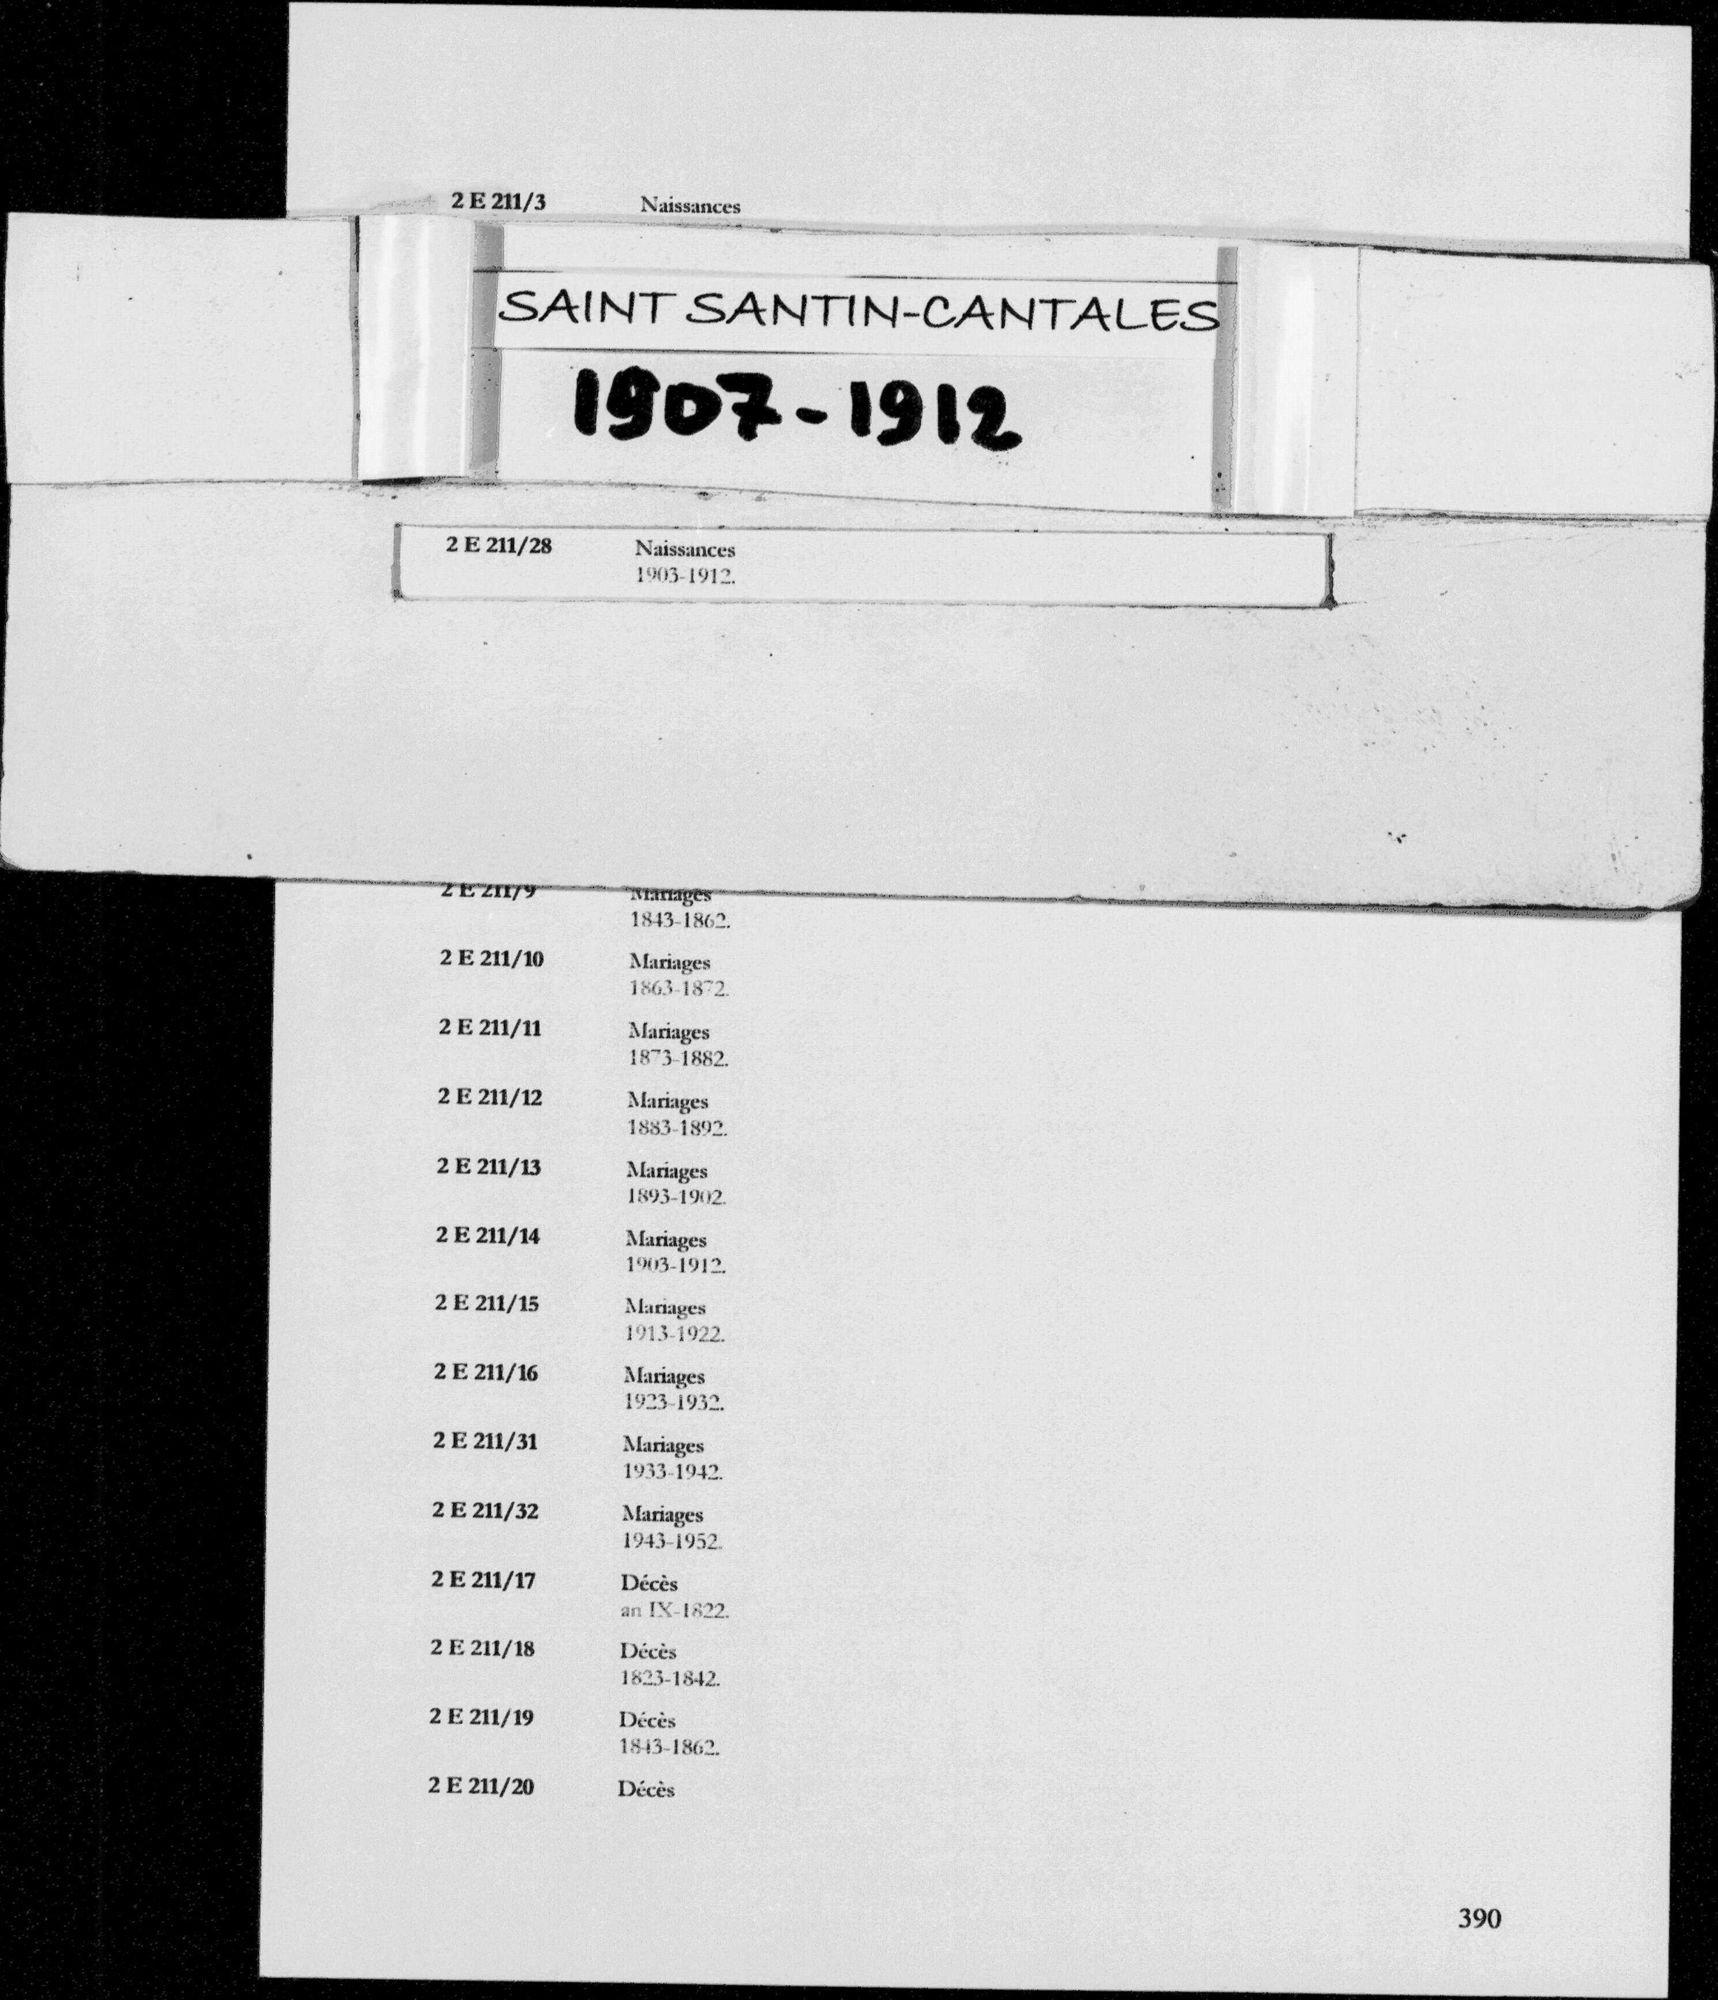 2 E 211/3 Naissances
SAINT SANTIN-CANTALES
1907-1912
2 E 211/28 Naissances
1903-1912.
2 E 211/9 Mariages
1843-1862.
2 E 211/10 Mariages
1863-1872.
2 E 211/11 Mariages
1873-1882.
2 E 211/12 Mariages
1883-1892.
2 E 211/13 Mariages
1893-1902.
2 E 211/14 Mariages
1903-1912.
2 E 211/15 Mariages
1913-1922.
2 E 211/16 Mariages
1923-1932.
2 E 211/31 Mariages
1933-1942.
2 E 211/32 Mariages
1943-1952.
2 E 211/17 Décès
an IX-1822.
2 E 211/18 Décès
1823-1842.
2 E 211/19 Décès
1843-1862.
2 E 211/20 Décès
390